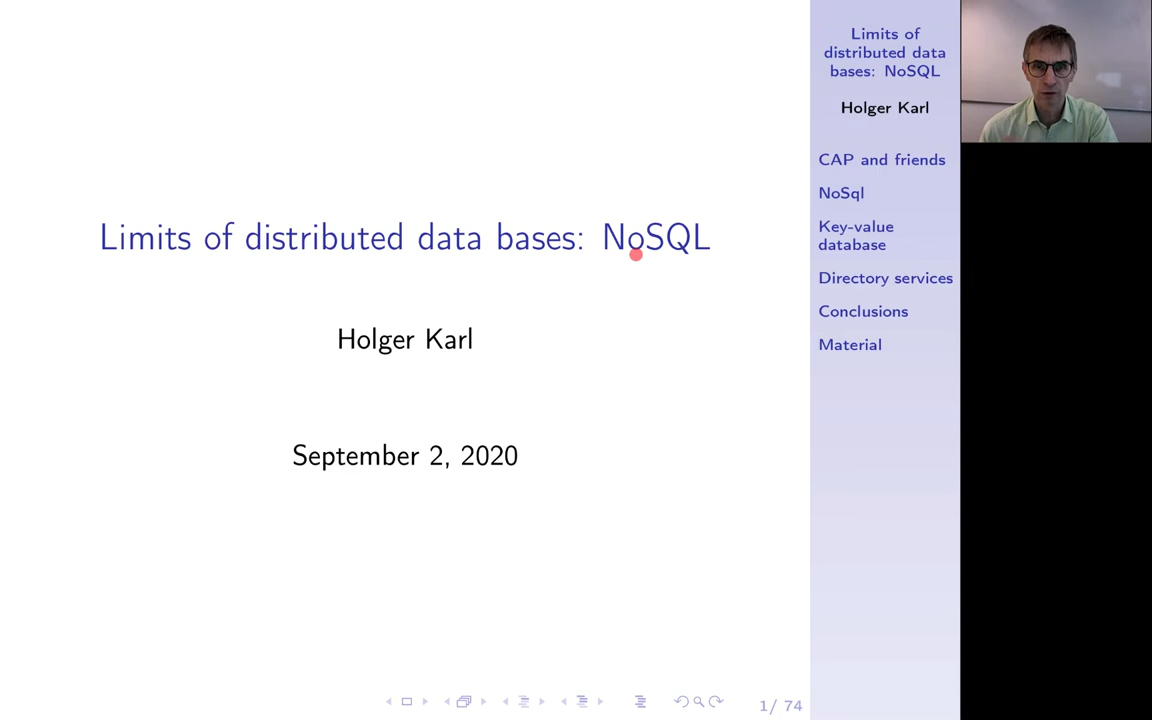 Limits of distributed data bases: NoSQL
Holger Karl
September 2, 2020
1/ 74
Limits of
distributed data
bases: NoSQL
Holger Karl
CAP and friends
NoSql
Key-value
database
Directory services
Conclusions
Material